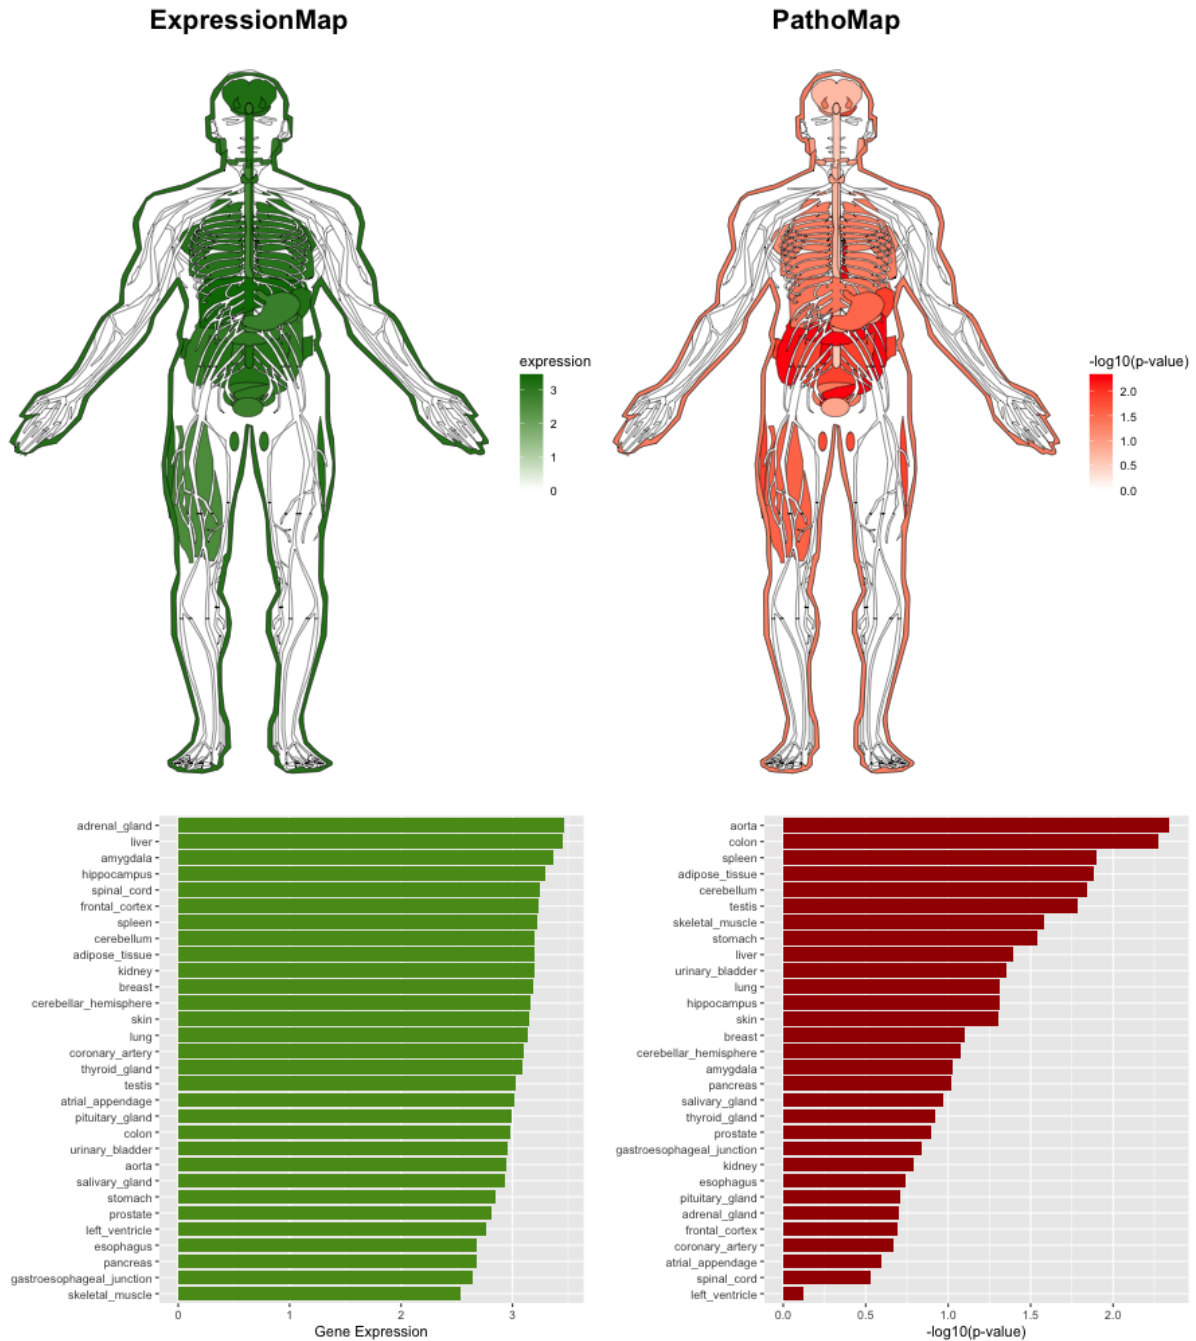 ExpressionMap
PathoMap
expression
3
2
1
0
-log10(p-value)
2.0
1.5
1.0
0.5
0.0
adrenal_gland
liver
amygdala
hippocampus
spinal_cord
frontal_cortex
spleen
cerebellum
adipose_tissue
kidney
breast
cerebellar_hemisphere
skin
lung
coronary_artery
thyroid_gland
testis
atrial_appendage
pituitary_gland
colon
urinary_bladder
aorta
salivary_gland
stomach
prostate
left_ventricle
esophagus
pancreas
gastroesophageal_junction
skeletal_muscle
0 1 2 3
Gene Expression
aorta
colon
spleen
adipose_tissue
cerebellum
testis
skeletal_muscle
stomach
liver
urinary_bladder
lung
hippocampus
skin
breast
cerebellar_hemisphere
amygdala
pancreas
salivary_gland
thyroid_gland
prostate
gastroesophageal_junction
kidney
esophagus
pituitary_gland
adrenal_gland
frontal_cortex
coronary_artery
atrial_appendage
spinal_cord
left_ventricle
0.0 0.5 1.0 1.5 2.0
-log10(p-value)